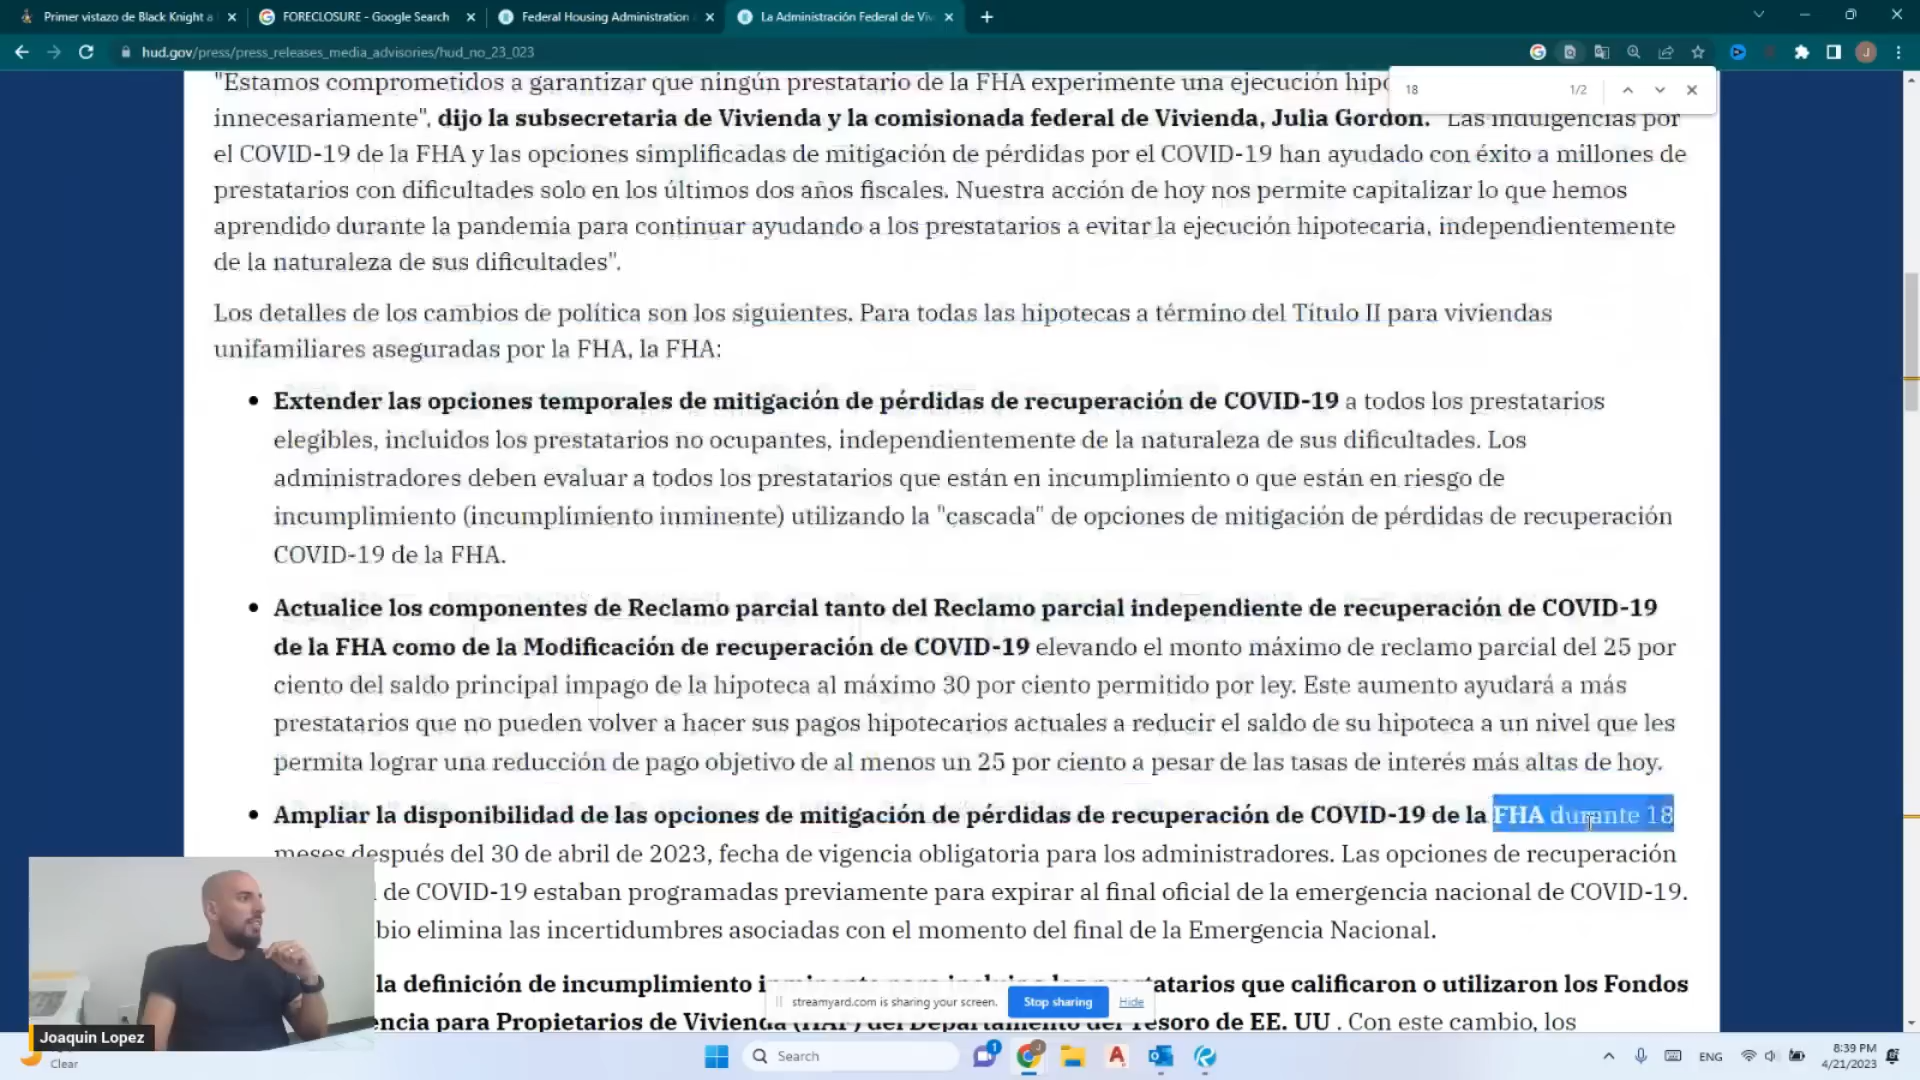 Primer vistazo de Black Knight a
FORECLOSURE - Google Search
Federal Housing Administration
La Administración Federal de Viv
hud.gov/press/press_releases_media_advisories/hud_no_23_023
18
1/2
"Estamos comprometidos a garantizar que ningún prestatario de la FHA experimente una ejecución
innecesariamente", dijo la subsecretaria de Vivienda y la comisionada federal de Vivienda, Julia Gordon. "Las indulgencias por
el COVID-19 de la FHA y las opciones simplificadas de mitigación de pérdidas por el COVID-19 han ayudado con éxito a millones de
prestatarios con dificultades solo en los últimos dos años fiscales. Nuestra acción de hoy nos permite capitalizar lo que hemos
aprendido durante la pandemia para continuar ayudando a los prestatarios a evitar la ejecución hipotecaria, independientemente
de la naturaleza de sus dificultades".
Los detalles de los cambios de política son los siguientes. Para todas las hipotecas a término del Título II para viviendas
unifamiliares aseguradas por la FHA, la FHA:
Extender las opciones temporales de mitigación de pérdidas de recuperación de COVID-19 a todos los prestatarios
elegibles, incluidos los prestatarios no ocupantes, independientemente de la naturaleza de sus dificultades. Los
administradores deben evaluar a todos los prestatarios que están en incumplimiento o que están en riesgo de
incumplimiento (incumplimiento inminente) utilizando la "cascada" de opciones de mitigación de pérdidas de recuperación
COVID-19 de la FHA.
Actualice los componentes de Reclamo parcial tanto del Reclamo parcial independiente de recuperación de COVID-19
de la FHA como de la Modificación de recuperación de COVID-19 elevando el monto máximo de reclamo parcial del 25 por
ciento del saldo principal impago de la hipoteca al máximo 30 por ciento permitido por ley. Este aumento ayudará a más
prestatarios que no pueden volver a hacer sus pagos hipotecarios actuales a reducir el saldo de su hipoteca a un nivel que les
permita lograr una reducción de pago objetivo de al menos un 25 por ciento a pesar de las tasas de interés más altas de hoy.
Ampliar la disponibilidad de las opciones de mitigación de pérdidas de recuperación de COVID-19 de la FHA durante 18
meses después del 30 de abril de 2023, fecha de vigencia obligatoria para los administradores. Las opciones de recuperación
de COVID-19 estaban programadas previamente para expirar al final oficial de la emergencia nacional de COVID-19.
bio elimina las incertidumbres asociadas con el momento del final de la Emergencia Nacional.
la definición de incumplimiento inminente para incluir a los prestatarios que calificaron o utilizaron los Fondos
encia para Propietarios de Vivienda (HAF) del Departamento del Tesoro de EE. UU . Con este cambio, los
streamyard.com is sharing your screen.
Stop sharing
Hide
Joaquin Lopez
Clear
Search
1
ENG
8:39 PM
4/21/2023